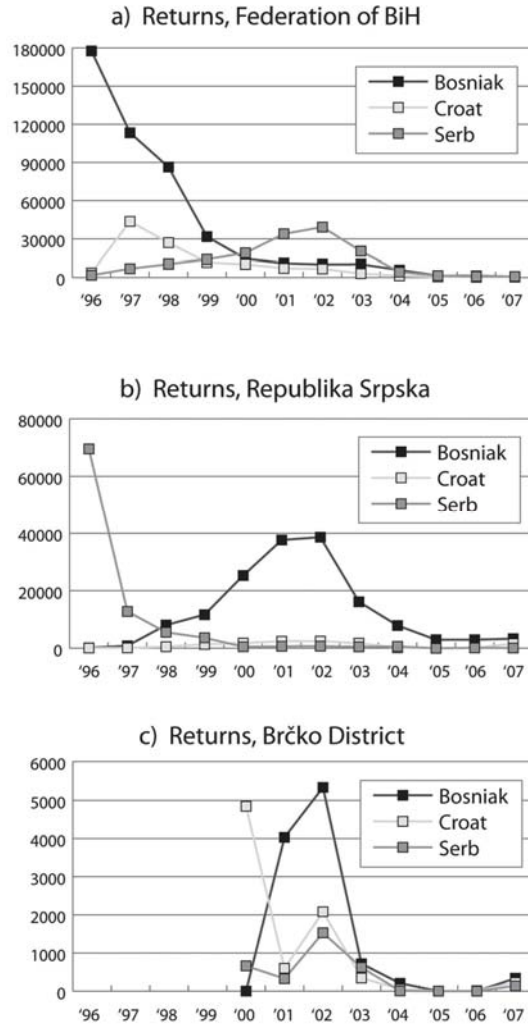 a) Returns, Federation of BiH
180000
150000
120000
90000
60000
30000
0
Bosniak
Croat
Serb
'96 '97 '98 '99 '00 '01 '02 '03 '04 '05 '06 '07
b) Returns, Republika Srpska
80000
60000
40000
20000
0
Bosniak
Croat
Serb
'96 '97 '98 '99 '00 '01 '02 '03 '04 '05 '06 '07
c) Returns, Brčko District
6000
5000
4000
3000
2000
1000
0
Bosniak
Croat
Serb
'96 '97 '98 '99 '00 '01 '02 '03 '04 '05 '06 '07